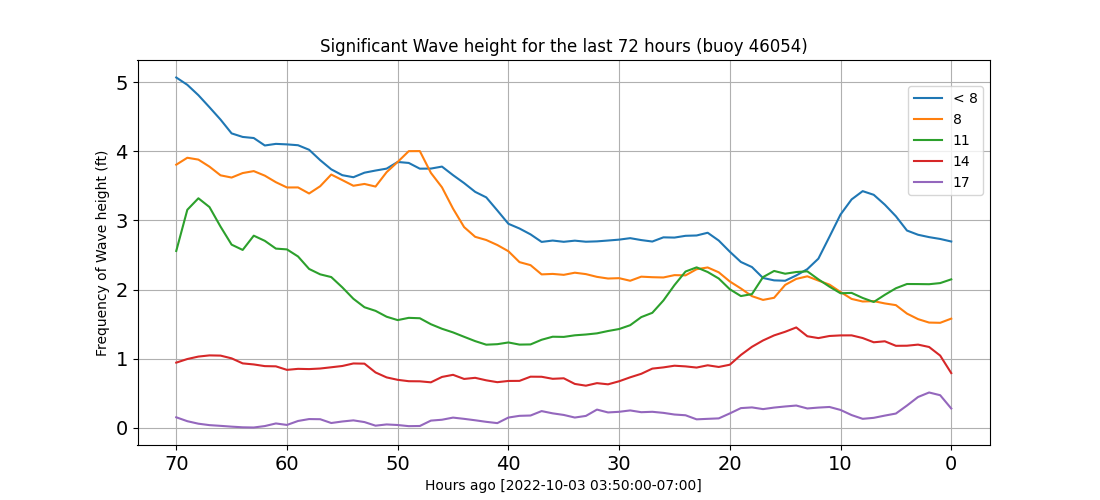 Significant Wave height for the last 72 hours (buoy 46054)
Frequency of Wave height (ft)
5
4
3
2
1
0
< 8
8
11
14
17
70 60 50 40 30 20 10 0
Hours ago [2022-10-03 03:50:00-07:00]